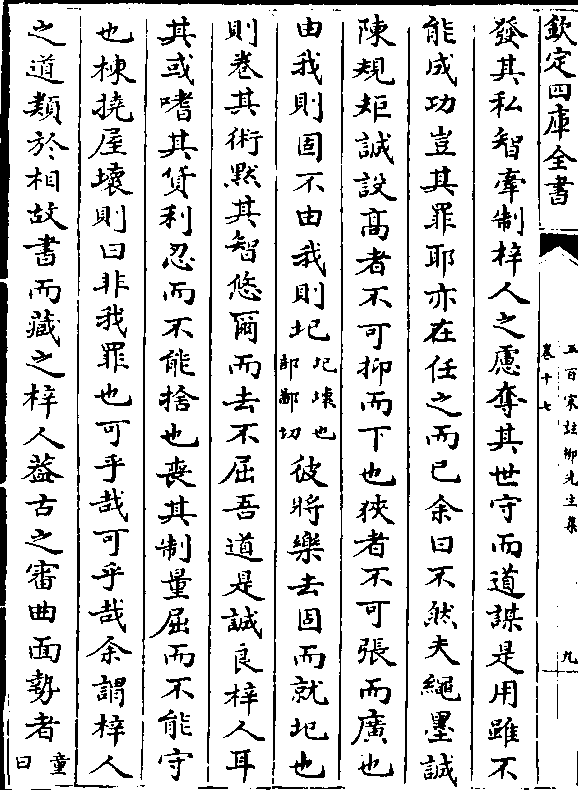 欽定四庫全書
五百家註柳先生集
卷十七
九
發其私智牽制梓人之慮奪其世守而道謀是用雖不
能成功豈其罪耶亦在任之而已余曰不然夫繩墨誠
陳規矩誠設高者不可抑而下也狹者不可張而廣也
由我則固不由我則圮圮壞也部鄙切彼將樂去固而就圮也
則卷其術黙其智悠爾而去不屈吾道是誠良梓人耳
其或嗜其貨利忍而不能捨也喪其制量屈而不能守
也棟撓屋壊則曰非我罪也可乎哉可乎哉余謂梓人
之道類於相故書而藏之梓人葢古之審曲面勢者童曰